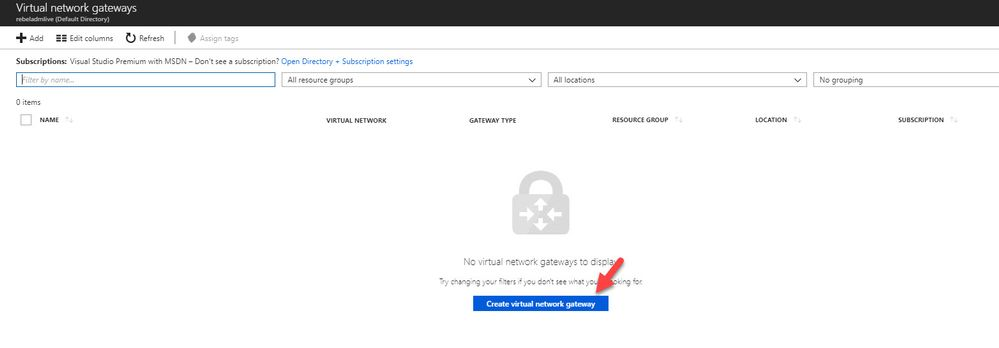 Virtual network gateways
rebeladmlive (Default Directory)
Add Edit columns Refresh Assign tags
Subscriptions: Visual Studio Premium with MSDN – Don't see a subscription? Open Directory + Subscription settings
Filter by name... All resource groups All locations No grouping
0 items
NAME VIRTUAL NETWORK GATEWAY TYPE RESOURCE GROUP LOCATION SUBSCRIPTION
No virtual network gateways to display
Try changing your filters if you don't see what you looking for.
Create virtual network gateway